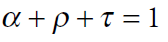 α + ρ + τ = 1